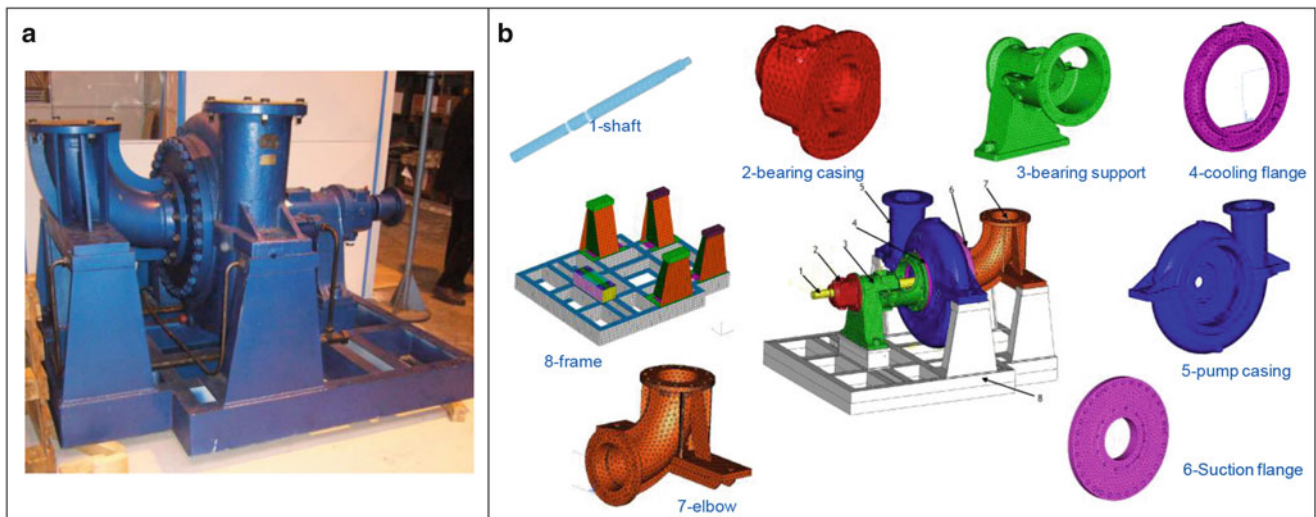 a
b
1-shaft
2-bearing casing
3-bearing support
4-cooling flange
5
6
7
4
3
2
1
8
8-frame
5-pump casing
7-elbow
6-Suction flange